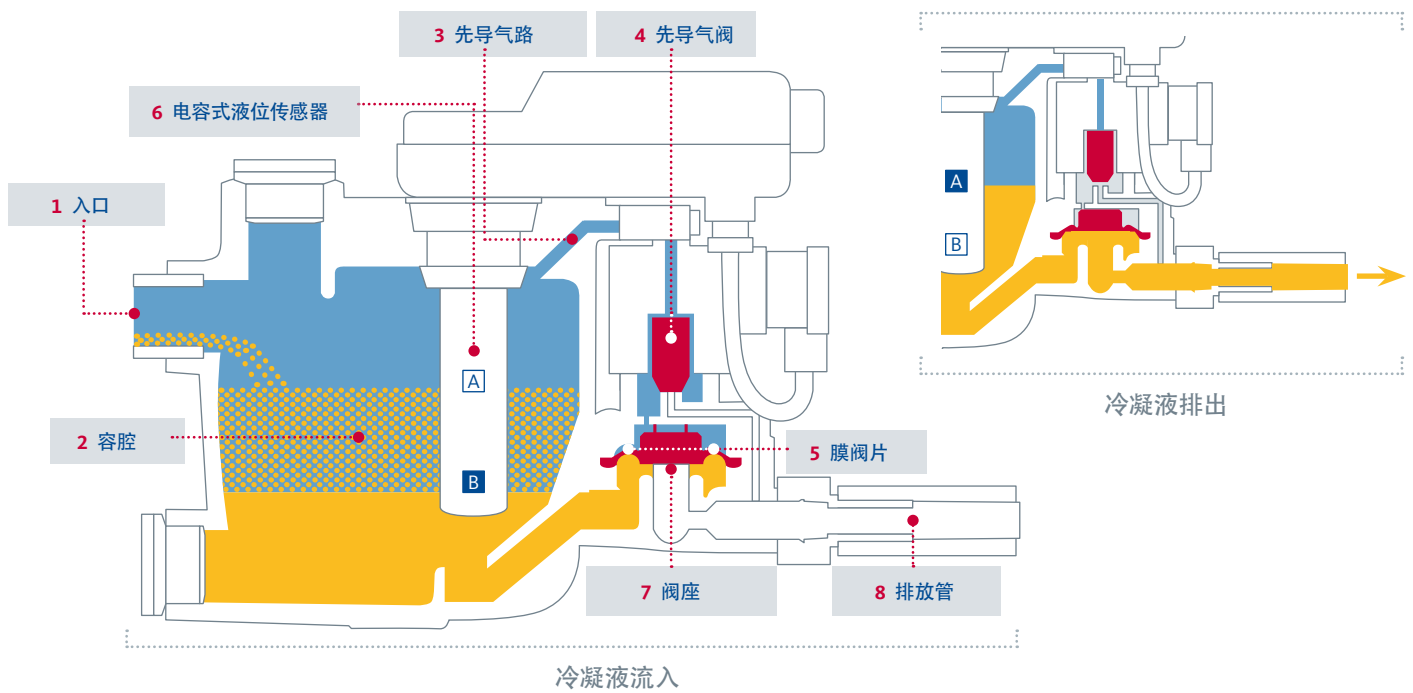 3 先导气路
4 先导气阀
6 电容式液位传感器
1 入口
A
B
A
B
冷凝液排出
2 容腔
5 膜阀片
7 阀座
8 排放管
冷凝液流入